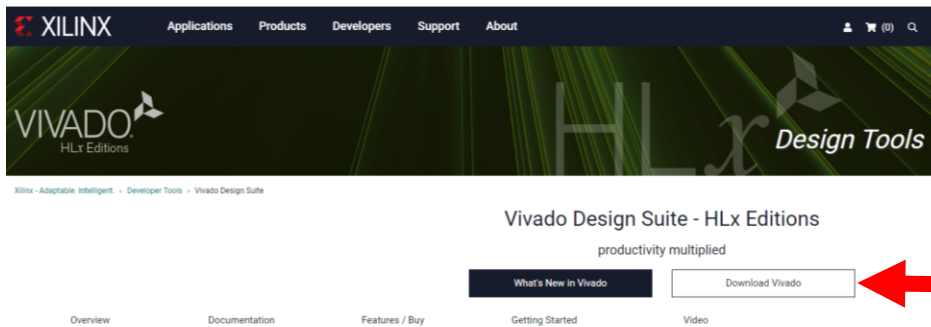 XILINX Applications Products Developers Support About (0)
VIVADO.
HLx Editions
HLx
Design Tools
Xilinx - Adaptable. Intelligent. › Developer Tools › Vivado Design Suite
Vivado Design Suite - HLx Editions
productivity multiplied
What's New in Vivado Download Vivado
Overview Documentation Features / Buy Getting Started Video